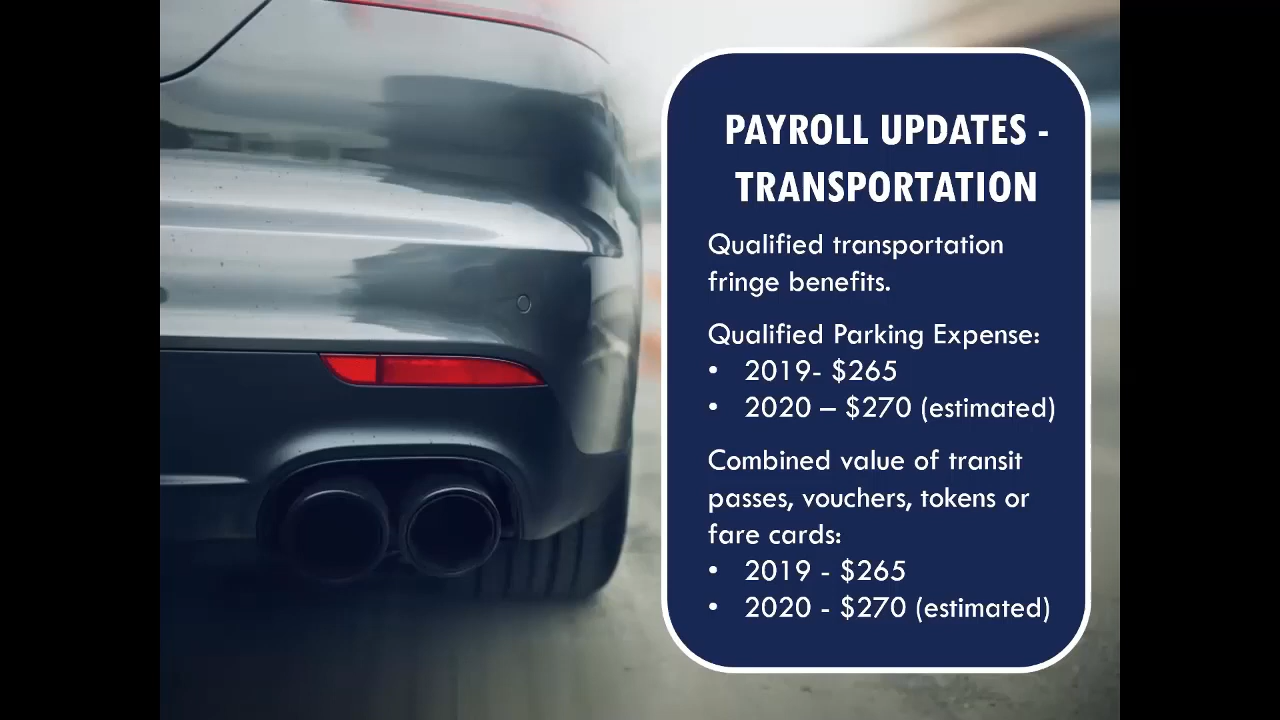 PAYROLL UPDATES -
TRANSPORTATION
Qualified transportation
fringe benefits.
Qualified Parking Expense:
• 2019- $265
• 2020 – $270 (estimated)
Combined value of transit
passes, vouchers, tokens or
fare cards:
• 2019 - $265
• 2020 - $270 (estimated)